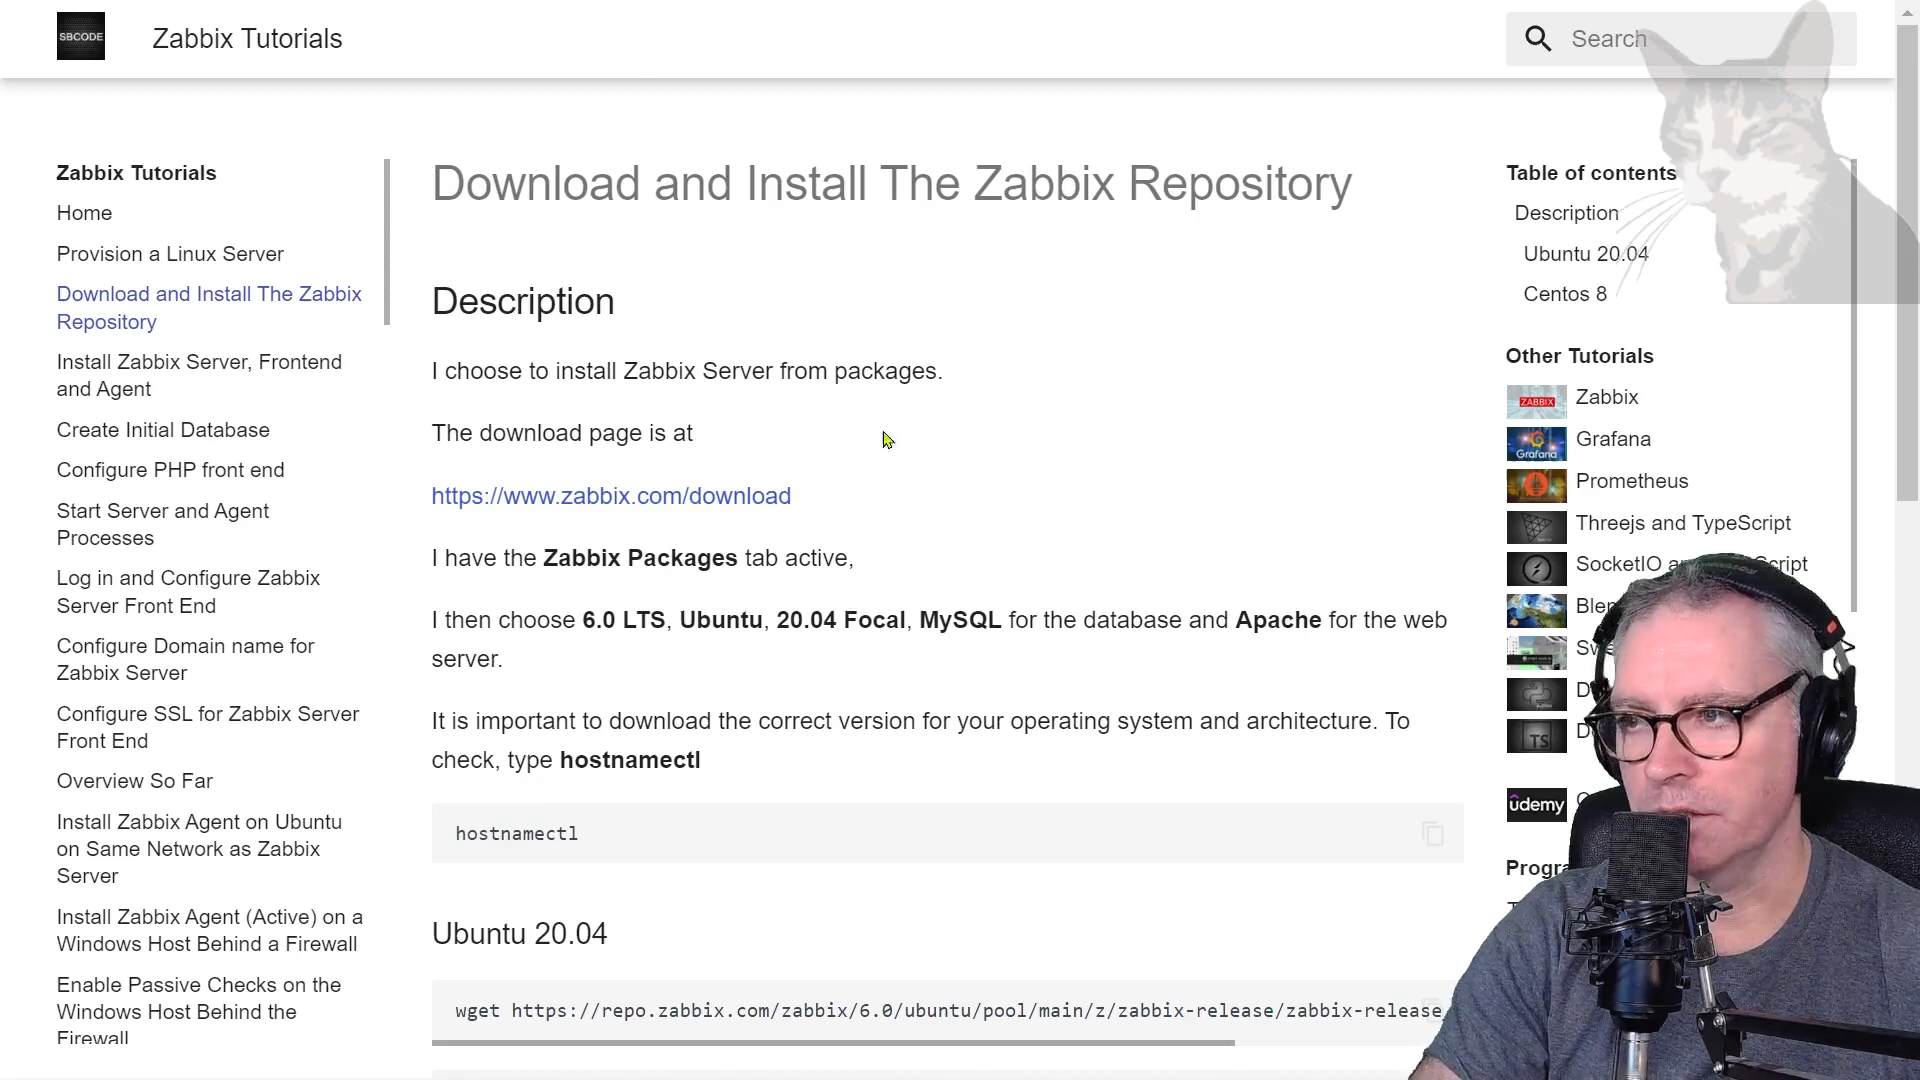 SBCODE
Zabbix Tutorials
Search
Zabbix Tutorials
Home
Provision a Linux Server
Download and Install The Zabbix
Repository
Install Zabbix Server, Frontend
and Agent
Create Initial Database
Configure PHP front end
Start Server and Agent
Processes
Log in and Configure Zabbix
Server Front End
Configure Domain name for
Zabbix Server
Configure SSL for Zabbix Server
Front End
Overview So Far
Install Zabbix Agent on Ubuntu
on Same Network as Zabbix
Server
Install Zabbix Agent (Active) on a
Windows Host Behind a Firewall
Enable Passive Checks on the
Windows Host Behind the
Firewall
Download and Install The Zabbix Repository
Description
I choose to install Zabbix Server from packages.
The download page is at
https://www.zabbix.com/download
I have the Zabbix Packages tab active,
I then choose 6.0 LTS, Ubuntu, 20.04 Focal, MySQL for the database and Apache for the web
server.
It is important to download the correct version for your operating system and architecture. To
check, type hostnamectl
hostnamectl
Ubuntu 20.04
wget https://repo.zabbix.com/zabbix/6.0/ubuntu/pool/main/z/zabbix-release/zabbix-release
Table of contents
Description
Ubuntu 20.04
Centos 8
Other Tutorials
ZABBIX Zabbix
Grafana Grafana
Prometheus
Threejs and TypeScript
SocketIO
TS
udemy